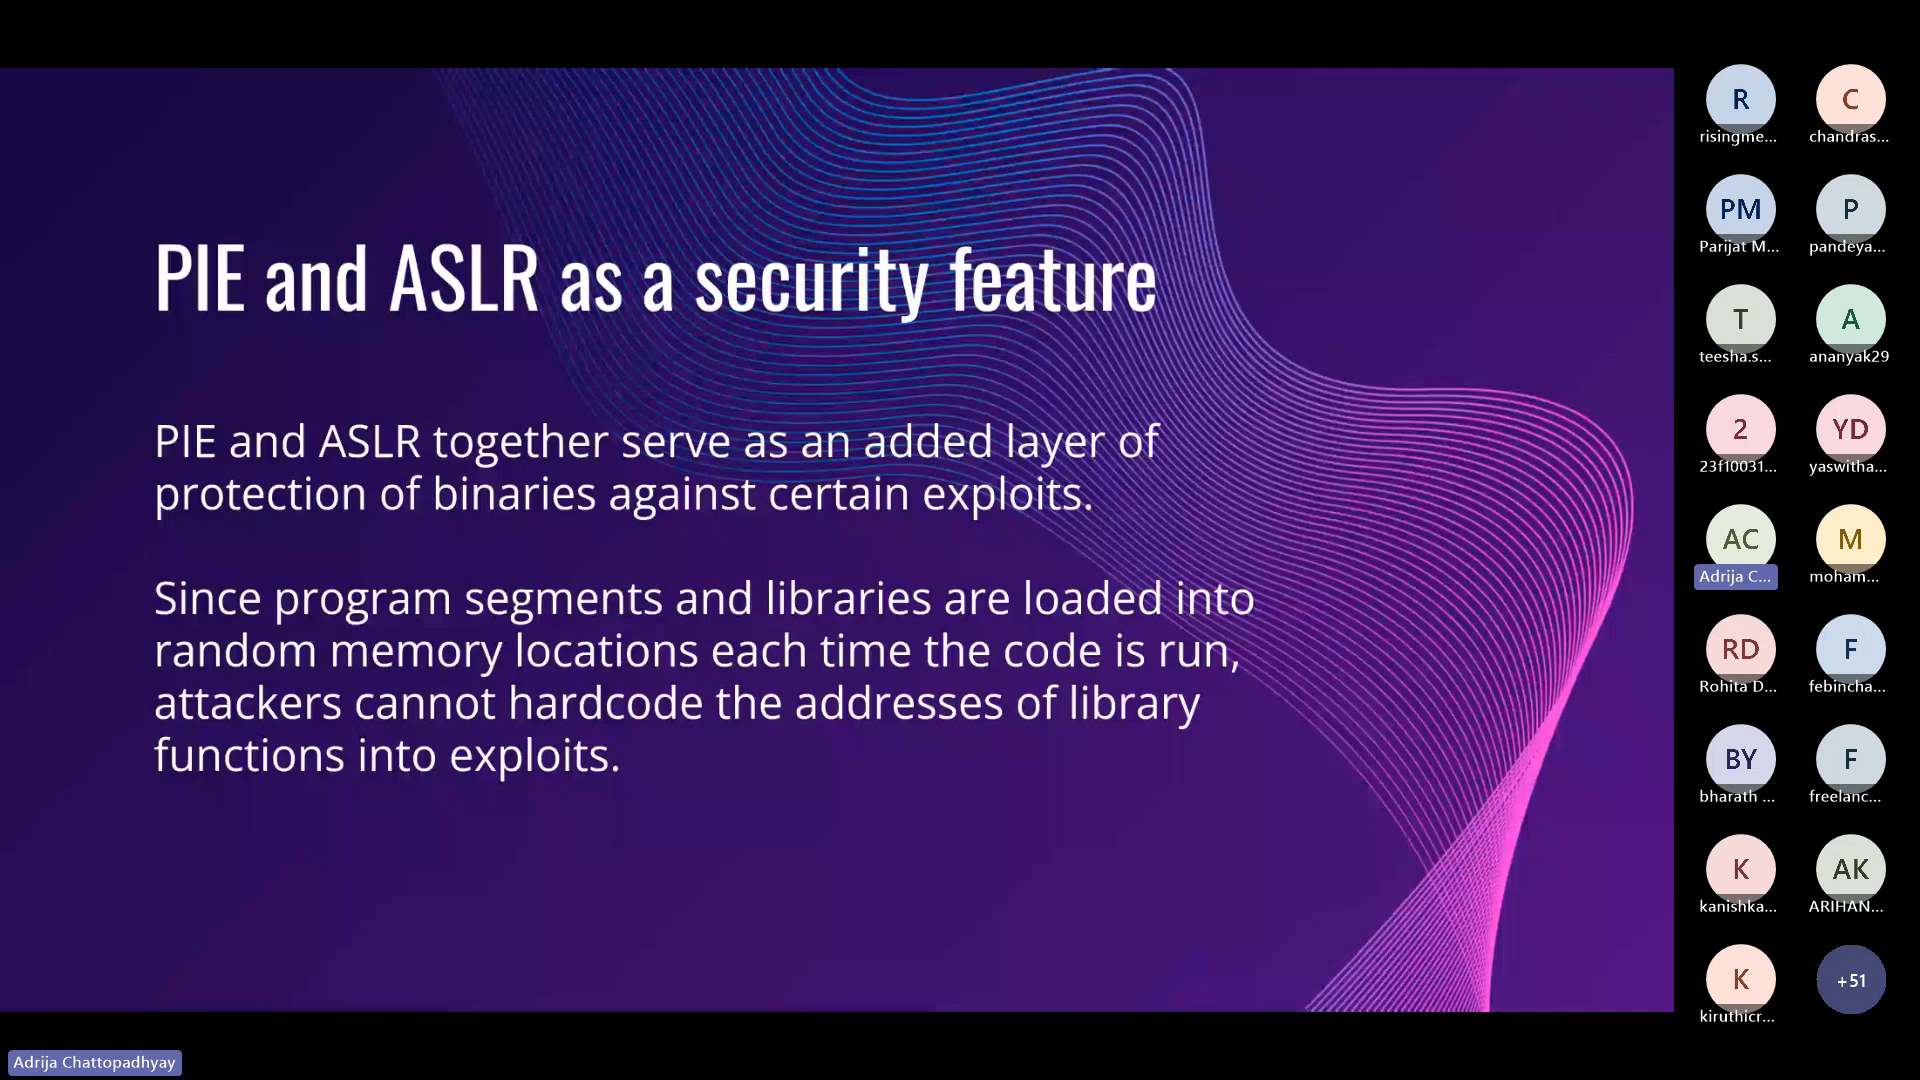 PIE and ASLR as a security feature
PIE and ASLR together serve as an added layer of
protection of binaries against certain exploits.
Since program segments and libraries are loaded into
random memory locations each time the code is run,
attackers cannot hardcode the addresses of library
functions into exploits.
R
risingme...
C
chandras...
PM
Parijat M...
P
pandeya...
T
teesha.s...
A
ananyak29
2
23f10031...
YD
yaswitha...
AC
Adrija C...
M
moham...
RD
Rohita D...
F
febincha...
BY
bharath ...
F
freelanc...
K
kanishka...
AK
ARIHAN...
K
kiruthicr...
+51
Adrija Chattopadhyay